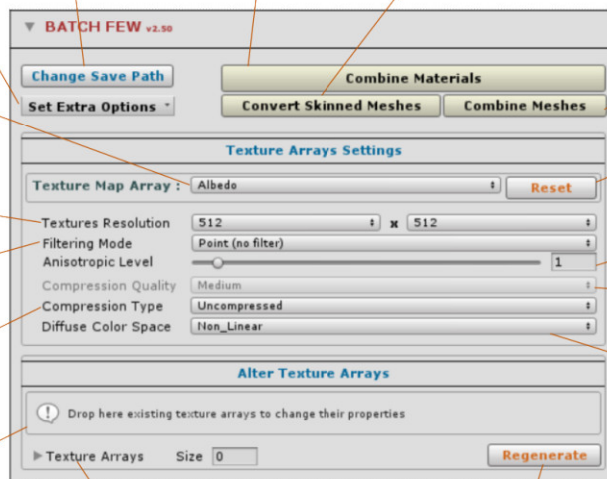 BATCH FEW v2.50
Change Save Path Combine Materials
Set Extra Options Convert Skinned Meshes Combine Meshes
Texture Arrays Settings
Texture Map Array : Albedo Reset
Textures Resolution 512 x 512
Filtering Mode Point (no filter)
Anisotropic Level 1
Compression Quality Medium
Compression Type Uncompressed
Diffuse Color Space Non_Linear
Alter Texture Arrays
Drop here existing texture arrays to change their properties
Texture Arrays Size 0 Regenerate